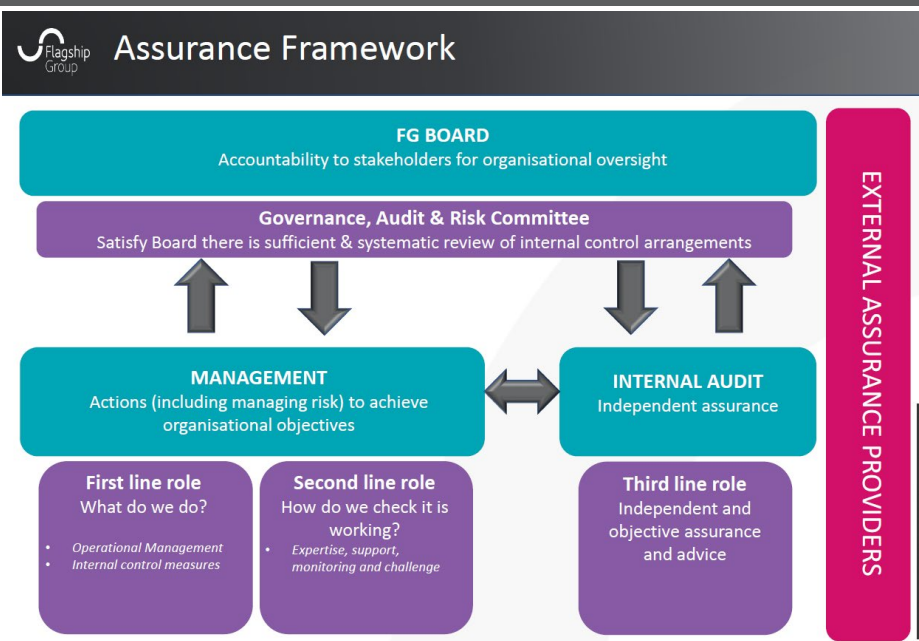 Flagship
Group
Assurance Framework
FG BOARD
Accountability to stakeholders for organisational oversight
Governance, Audit & Risk Committee
Satisfy Board there is sufficient & systematic review of internal control arrangements
MANAGEMENT
Actions (including managing risk) to achieve
organisational objectives
INTERNAL AUDIT
Independent assurance
First line role
What do we do?
• Operational Management
• Internal control measures
Second line role
How do we check it is
working?
• Expertise, support,
monitoring and challenge
Third line role
Independent and
objective assurance
and advice
EXTERNAL ASSURANCE PROVIDERS